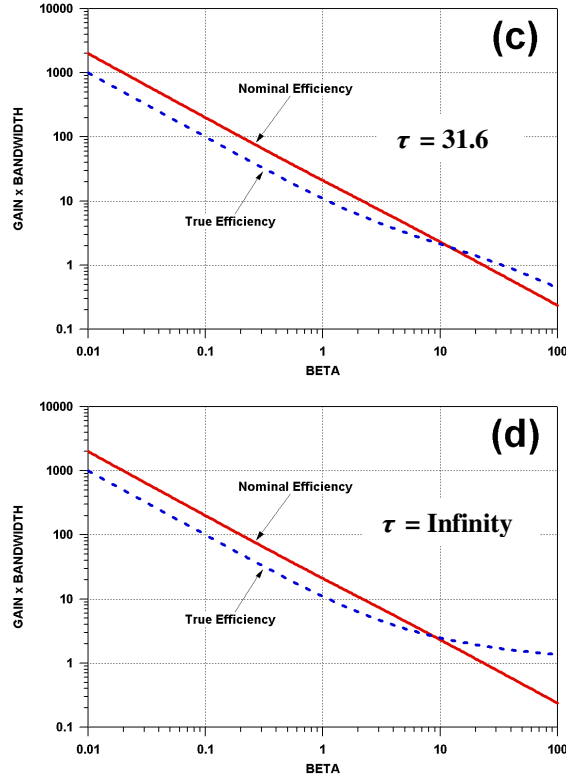 (c)
10000
1000
100
10
1
0.1
GAIN x BANDWIDTH
Nominal Efficiency
τ = 31.6
True Efficiency
0.01 0.1 1 10 100
BETA
(d)
10000
1000
100
10
1
0.1
GAIN x BANDWIDTH
Nominal Efficiency
τ = Infinity
True Efficiency
0.01 0.1 1 10 100
BETA